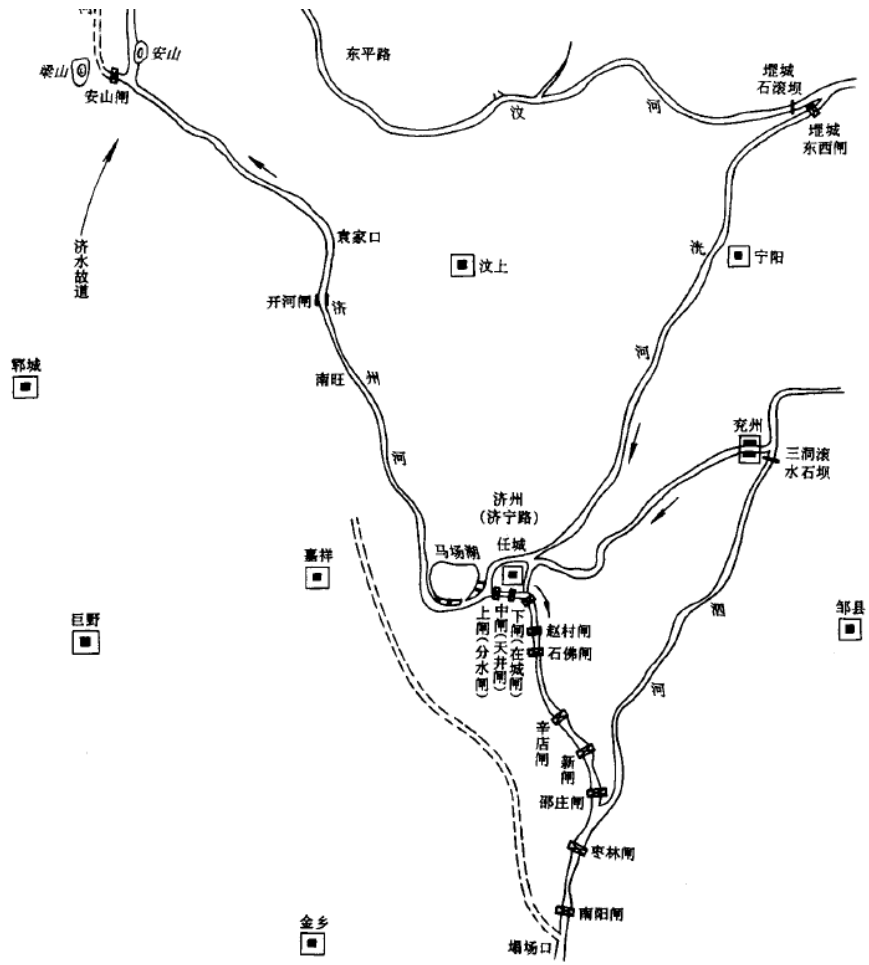 梁山
安山
安山闸
东平路
汶
河
堽城
石滚坝
堽城
东西闸
济水故道
袁家口
汶上
洸
宁阳
开河闸
济
河
郓城
南旺
州
兖州
三洞滚
水石坝
河
济州
(济宁路)
嘉祥
马场湖
任城
巨野
上闸(分水闸)
中闸(天井闸)
下闸(在城闸)
赵村闸
石佛闸
泗
邹县
河
辛店闸
新闸
邵庄闸
枣林闸
南阳闸
金乡
塌场口